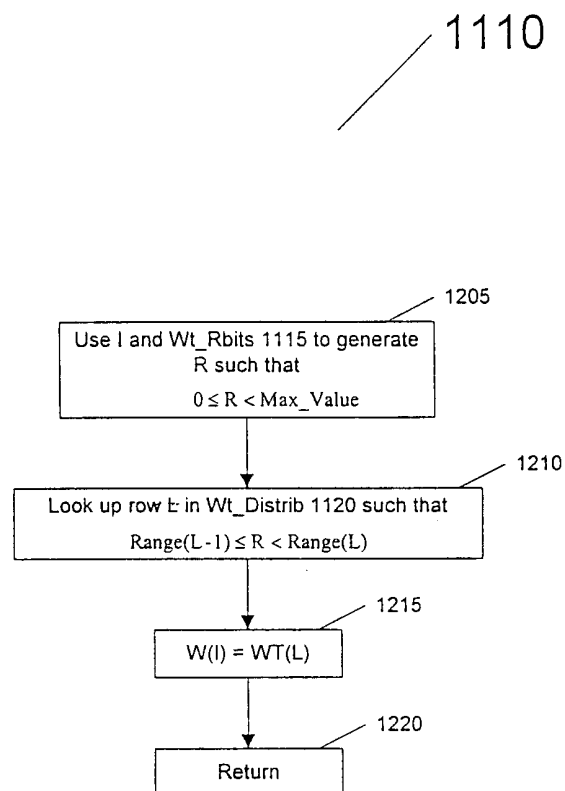 1110
1205
Use I and Wt_Rbits 1115 to generate
R such that
0 ≤ R < Max_Value
1210
Look up row L in Wt_Distrib 1120 such that
Range(L-1) ≤ R < Range(L)
1215
W(I) = WT(L)
1220
Return